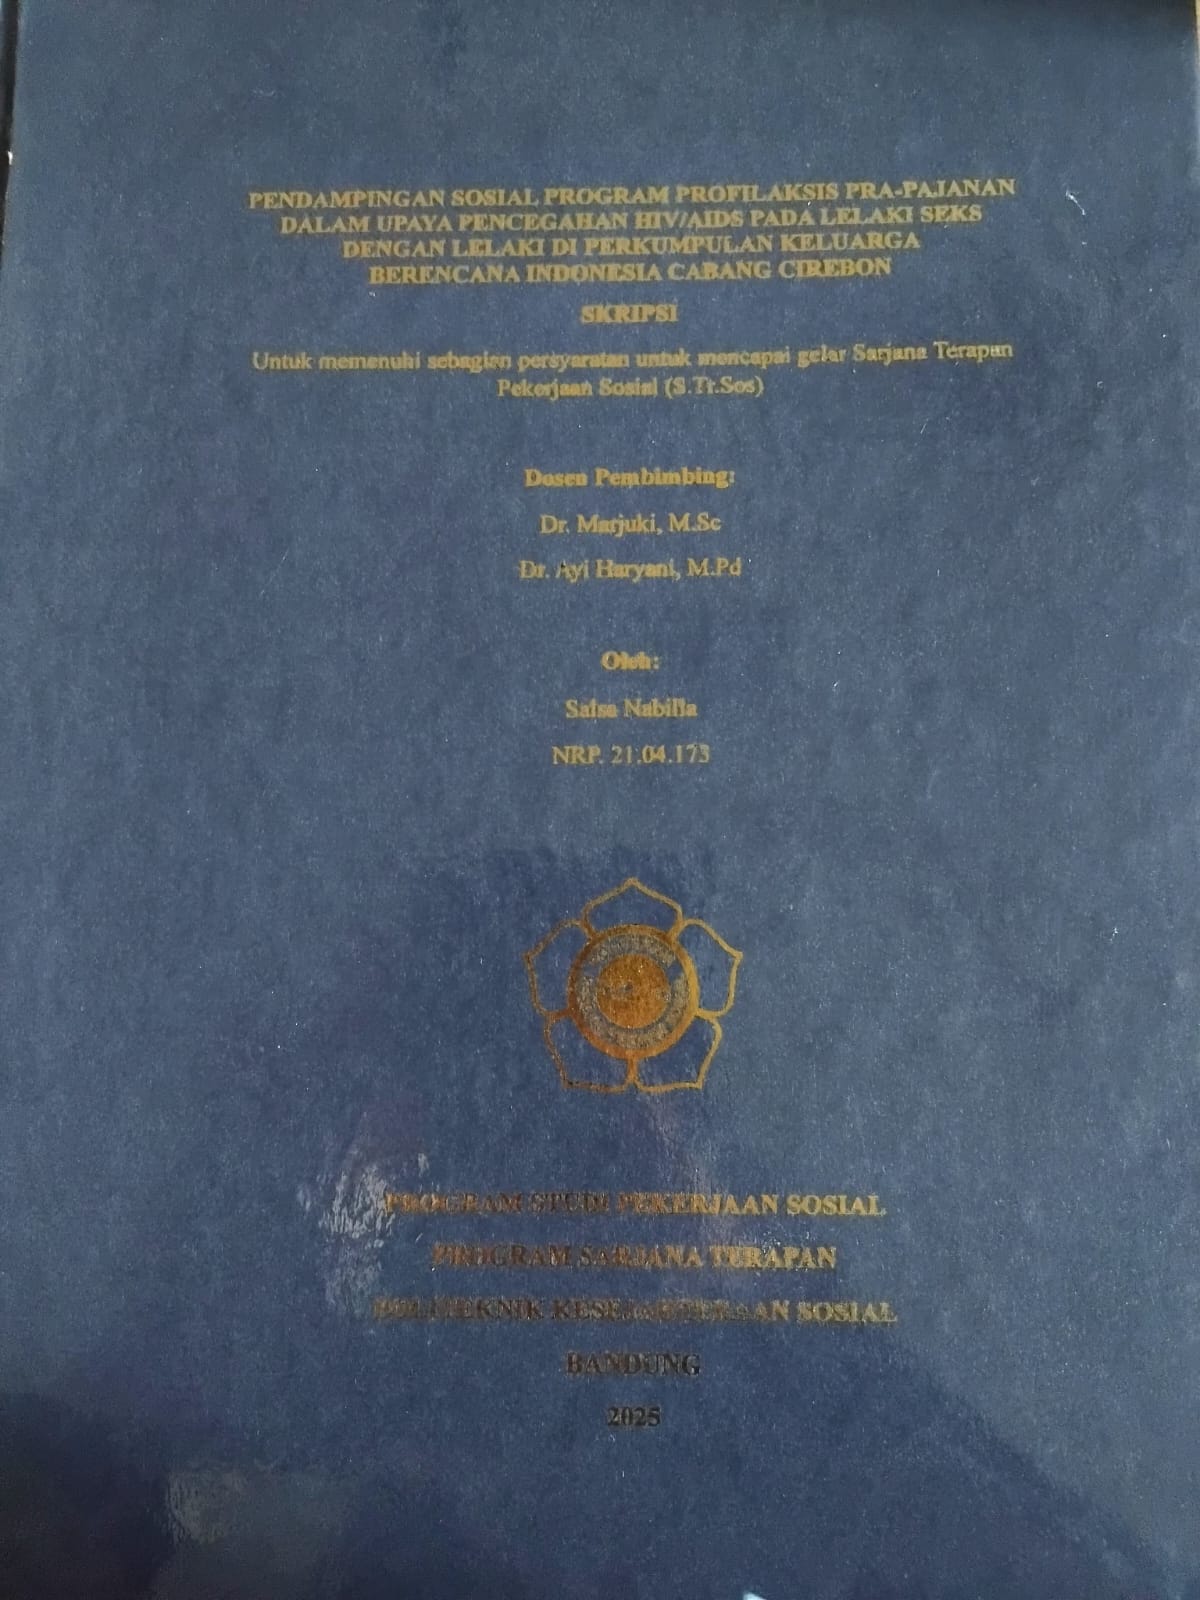 PENDAMPINGAN SOSIAL PROGRAM PROFILAKSIS PRA-PAJANAN
DALAM UPAYA PENCEGAHAN HIV/AIDS PADA LELAKI SEKS
DENGAN LELAKI DI PERKUMPULAN KELUARGA
BERENCANA INDONESIA CABANG CIREBON
SKRIPSI
Untuk memenuhi sebagian persyaratan untuk mencapai gelar Sarjana Terapan
Pekerjaan Sosial (S.Tr.Sos)
Dosen Pembimbing:
Dr. Marjuki, M.Sc
Dr. Ayi Haryani, M.Pd
Oleh:
Salsa Nabilla
NRP. 21.04.173
PROGRAM STUDI PEKERJAAN SOSIAL
PROGRAM SARJANA TERAPAN
POLITEKNIK KESEJAHTERAAN SOSIAL
BANDUNG
2025